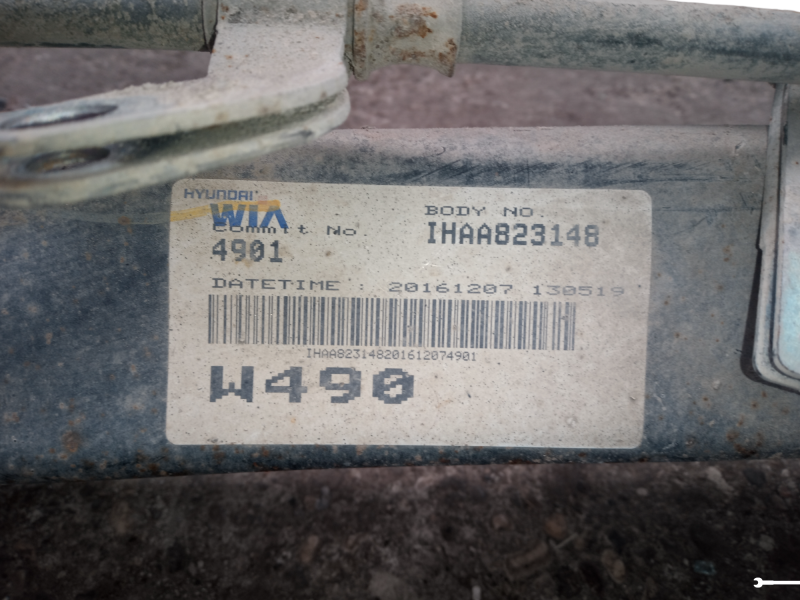 HYUNDAI
WIA
BODY NO.
Commit No.
IHAA823148
4901
DATETIME : 20161207 130519
IHAA823148201612074901
W490